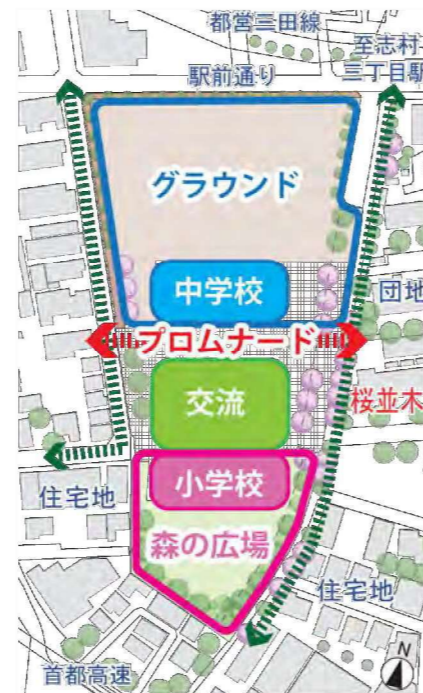 都営三田線
至志村
三丁目駅
駅前通り
グラウンド
中学校
団地
プロムナード
交流
桜並木
小学校
住宅地
森の広場
住宅地
首都高速
N